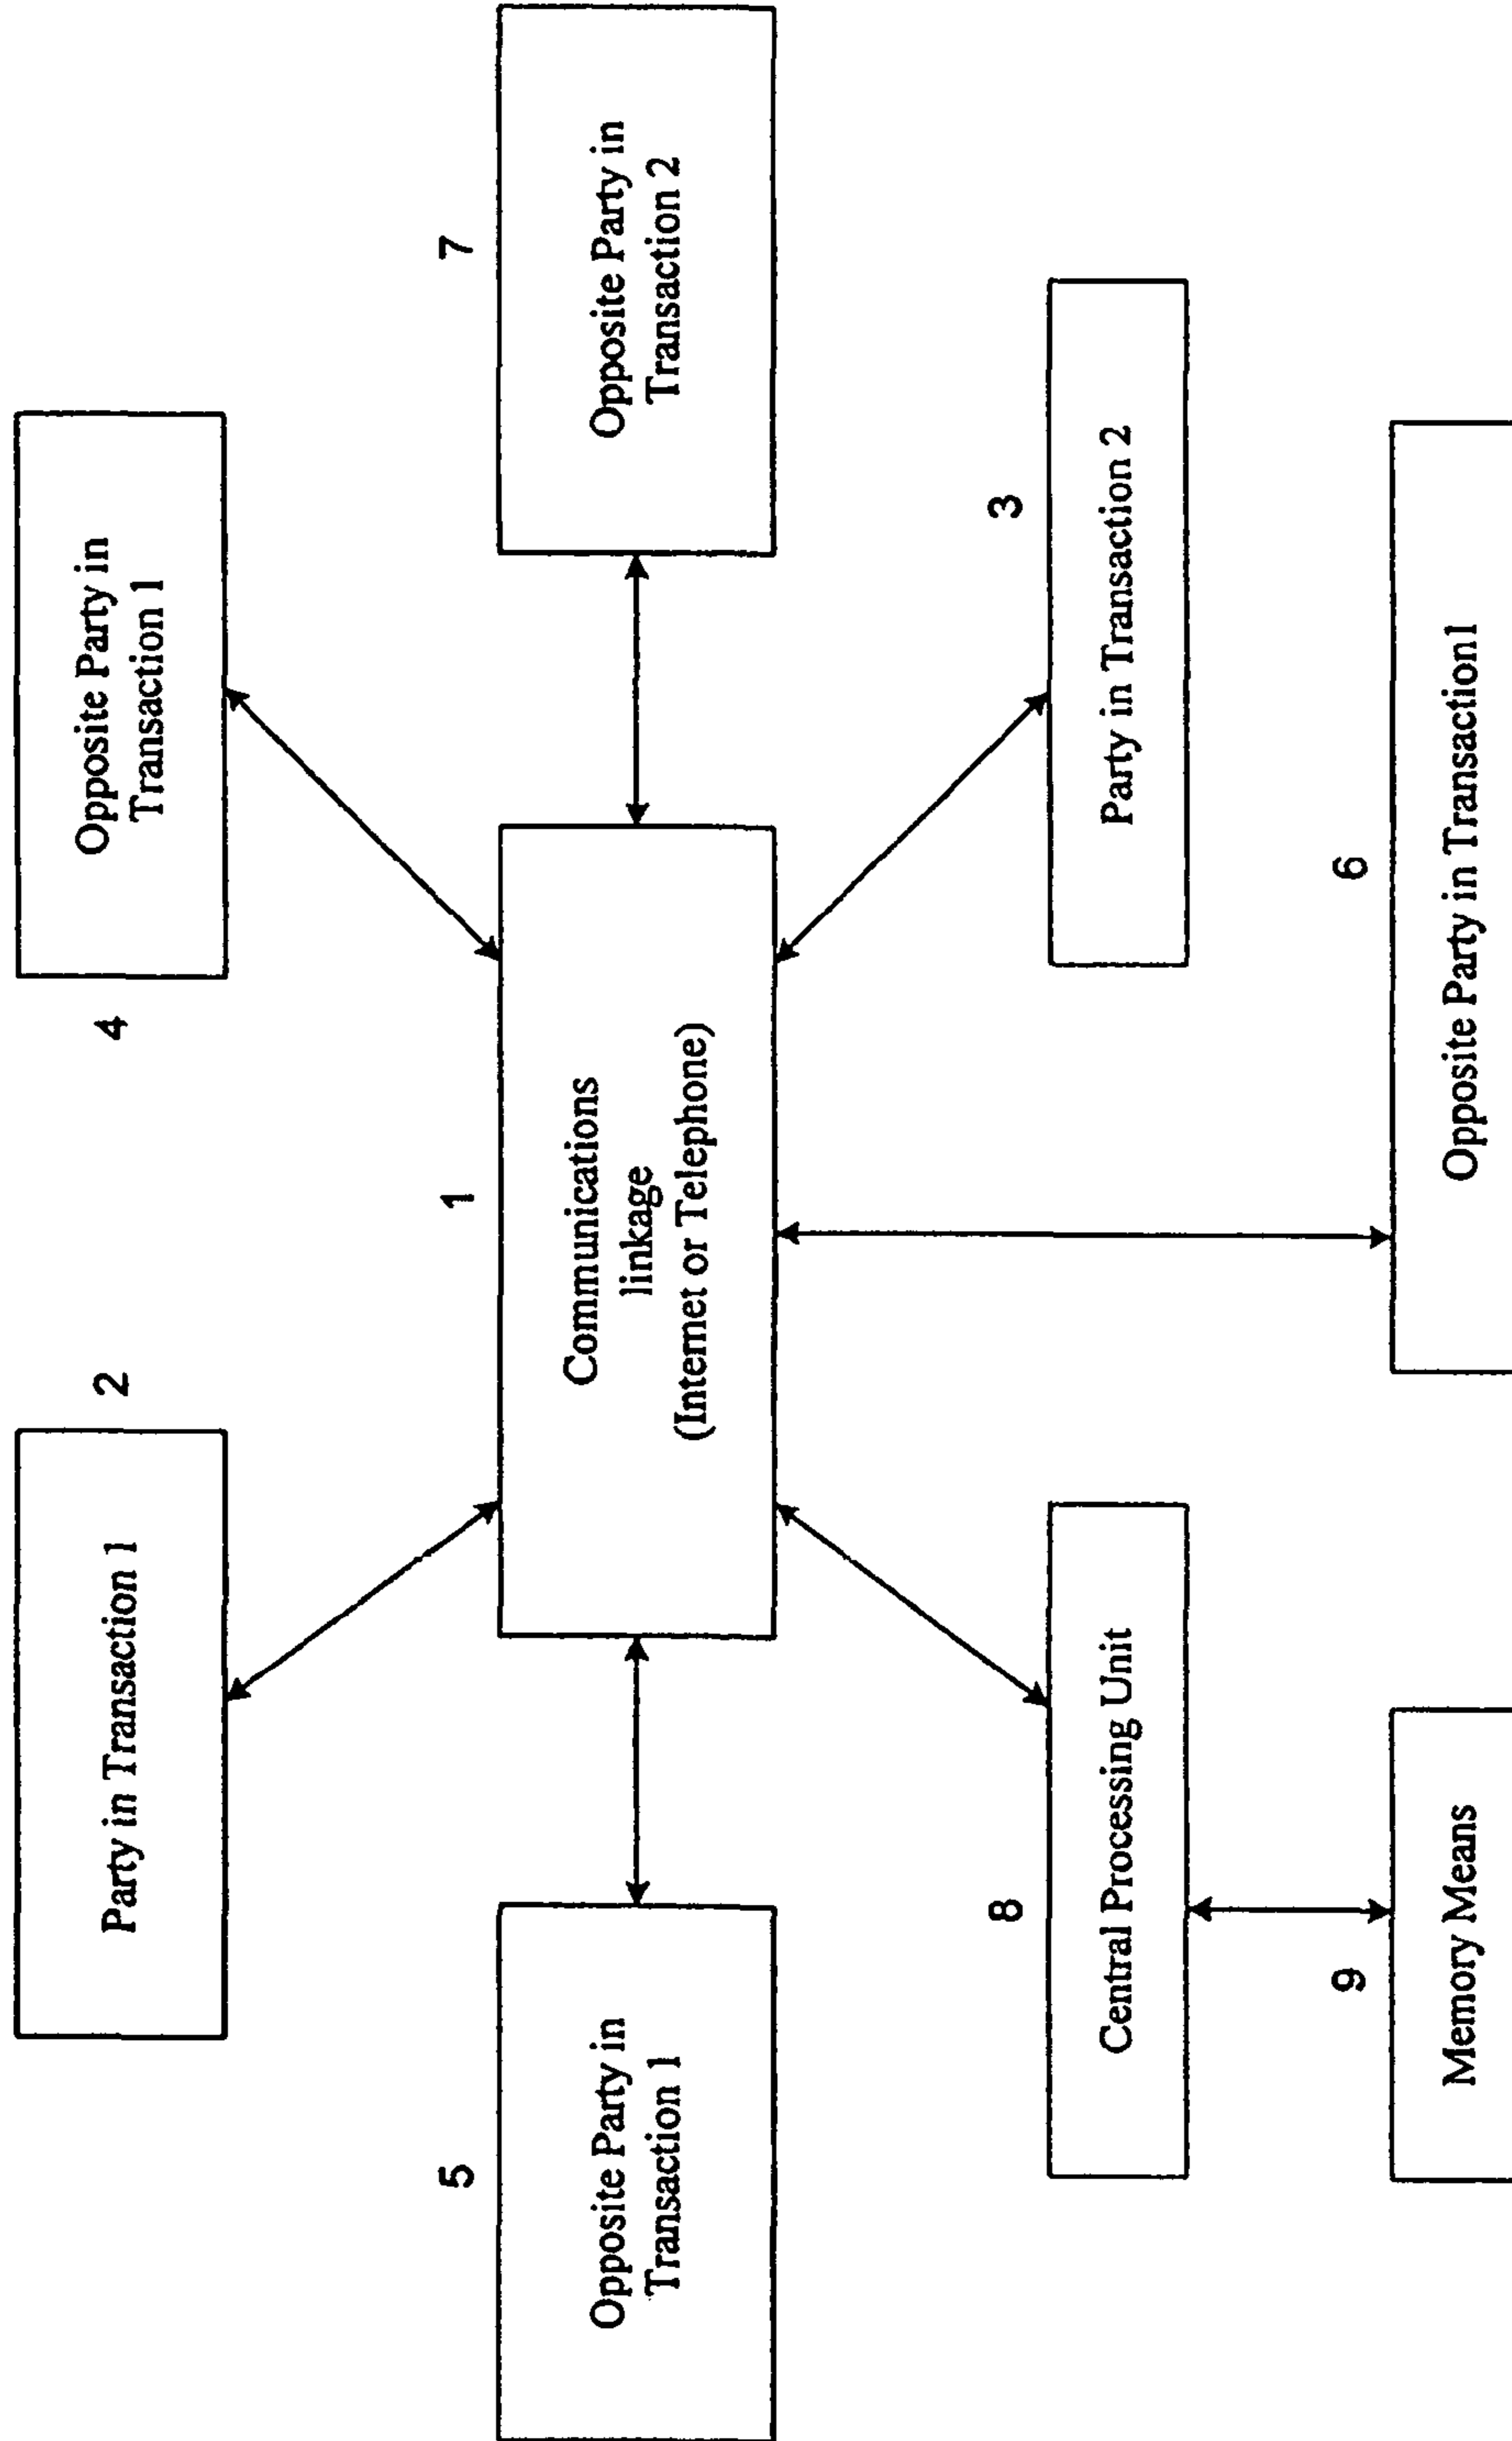 2
Party in Transaction 1
4
Opposite Party in
Transaction 1
5
Opposite Party in
Transaction 1
1
Communications
linkage
(Internet or Telephone)
7
Opposite Party in
Transaction 2
8
Central Processing Unit
3
Party in Transaction 2
9
Memory Means
6
Opposite Party in Transaction1